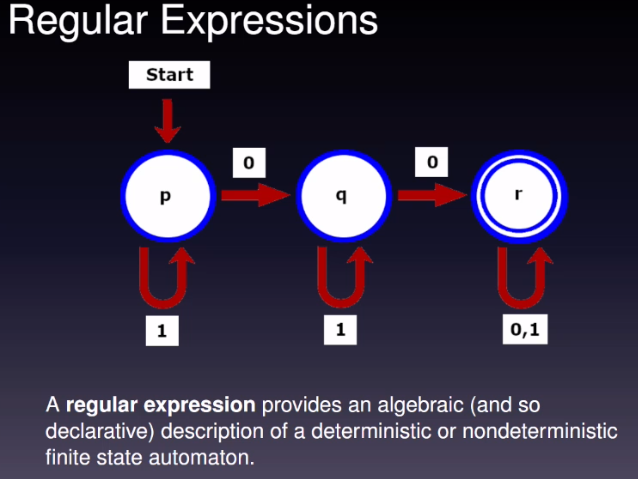 Regular Expressions
Start
0
0
p
q
r
1
1
0,1
A regular expression provides an algebraic (and so
declarative) description of a deterministic or nondeterministic
finite state automaton.